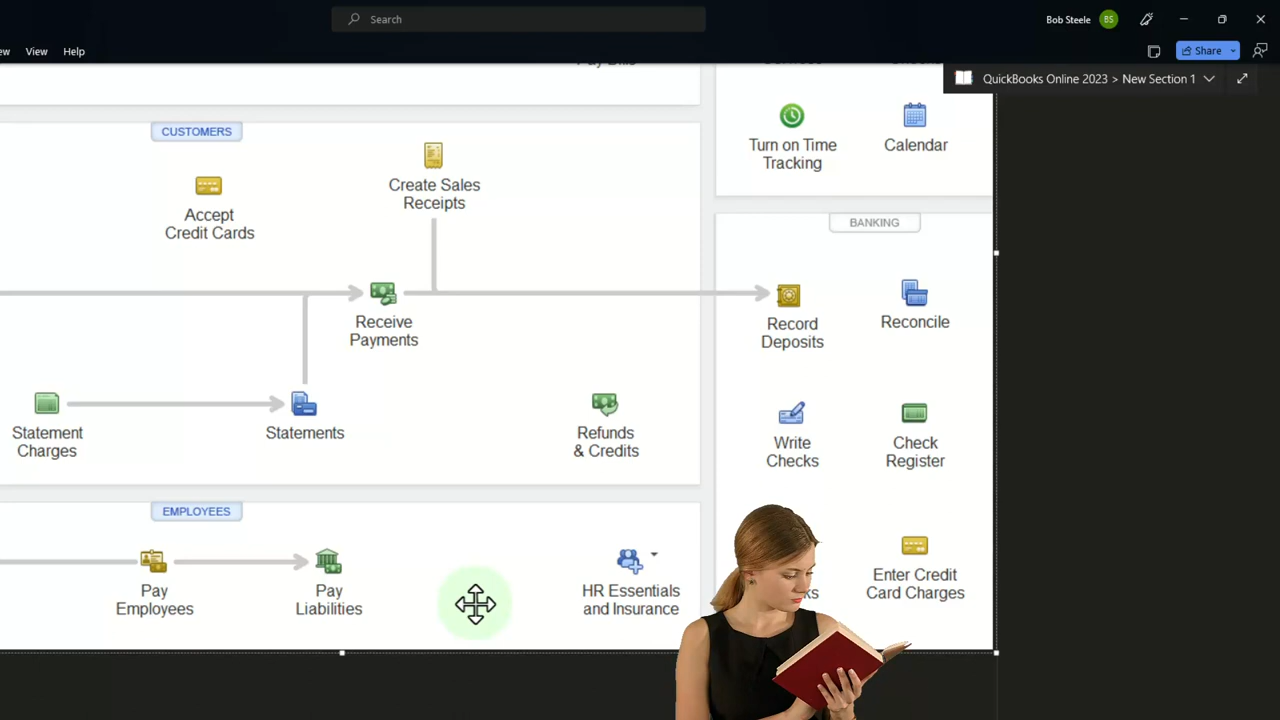 Search
Bob Steele
BS
View
Help
Share
QuickBooks Online 2023 > New Section 1
CUSTOMERS
Accept
Credit Cards
Create Sales
Receipts
Receive
Payments
Statement
Charges
Statements
Refunds
& Credits
EMPLOYEES
Pay
Employees
Pay
Liabilities
HR Essentials
and Insurance
Turn on Time
Tracking
Calendar
BANKING
Record
Deposits
Reconcile
Write
Checks
Check
Register
Enter Credit
Card Charges